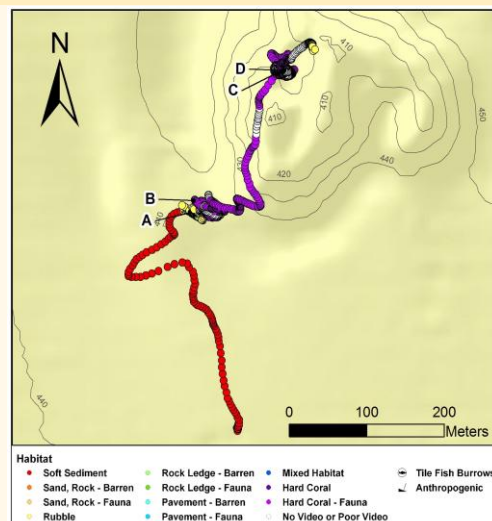 N
410
410
410
450
D
C
430
440
420
B
A
440
0 100 200
Meters
Habitat
Soft Sediment
Sand, Rock - Barren
Sand, Rock - Fauna
Rubble
Rock Ledge - Barren
Rock Ledge - Fauna
Pavement - Barren
Pavement - Fauna
Mixed Habitat
Hard Coral
Hard Coral - Fauna
No Video or Poor Video
Tile Fish Burrows
Anthropogenic